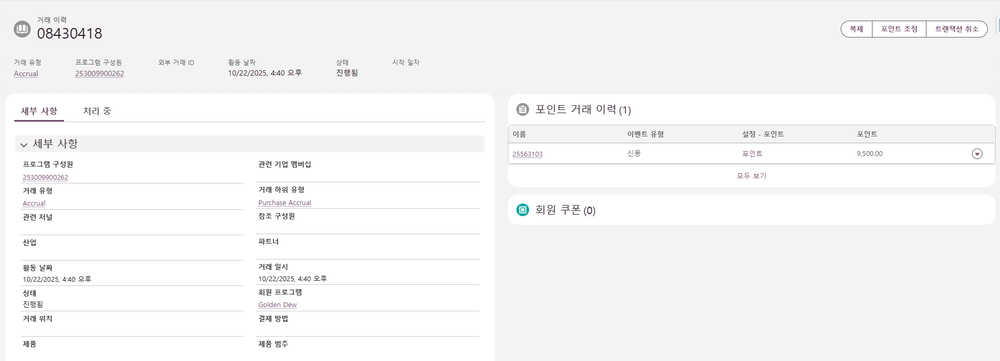 거래 이력
08430418
복제
포인트 조정
트랜잭션 취소
거래 유형
Accrual
프로그램 구성원
253009900262
외부 거래 ID
활동 날짜
10/22/2025, 4:40 오후
상태
진행됨
시작 일자
세부 사항
처리 중
세부 사항
프로그램 구성원
253009900262
관련 기업 멤버십
거래 유형
Accrual
거래 하위 유형
Purchase Accrual
관련 저널
참조 구성원
산업
파트너
활동 날짜
10/22/2025, 4:40 오후
거래 일시
10/22/2025, 4:40 오후
상태
진행됨
회원 프로그램
Golden Dew
거래 위치
결제 방법
제품
제품 범주
포인트 거래 이력 (1)
이름 이벤트 유형 설정 - 포인트 포인트
25563103 신용 포인트 9,500.00
모두 보기
회원 쿠폰 (0)